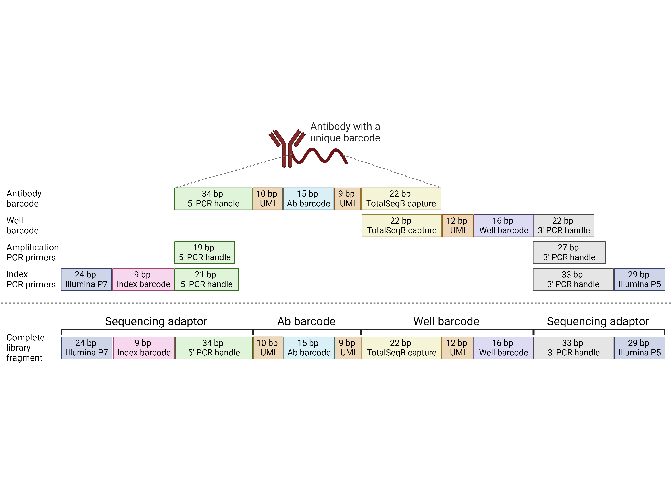 Antibody with a
unique barcode
Antibody
barcode
34 bp 10 bp 15 bp 9 bp 22 bp
5' PCR handle UMI Ab barcode UMI TotalSeqB capture
Well
barcode
22 bp 12 bp 16 bp 22 bp
TotalSeqB capture UMI Well barcode 3' PCR handle
Amplification
PCR primers
19 bp 27 bp
5' PCR handle 3' PCR handle
Index
PCR primers
24 bp 9 bp 21 bp 33 bp 29 bp
Illumina P7 Index barcode 5' PCR handle 3' PCR handle Illumina P5
Sequencing adaptor Ab barcode Well barcode Sequencing adaptor
Complete
library
fragment
24 bp 9 bp 34 bp 10 bp 15 bp 9 bp 22 bp 12 bp 16 bp 33 bp 29 bp
Illumina P7 Index barcode 5' PCR handle UMI Ab barcode UMI TotalSeqB capture UMI Well barcode 3' PCR handle Illumina P5